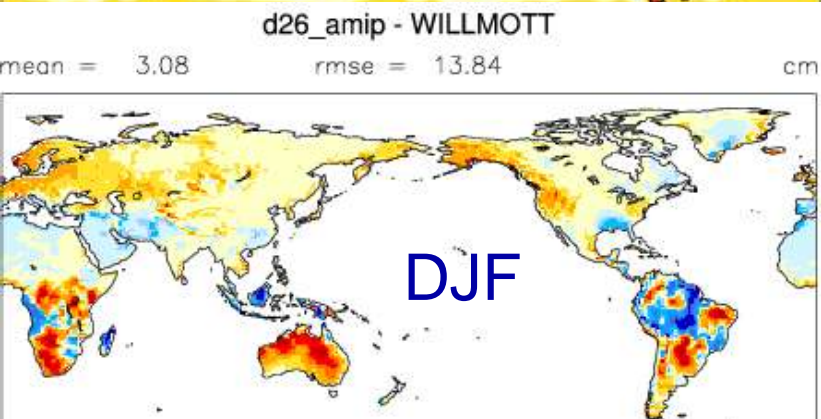 d26_amip - WILLMOTT
mean = 3.08 rmse = 13.84 cm
DJF